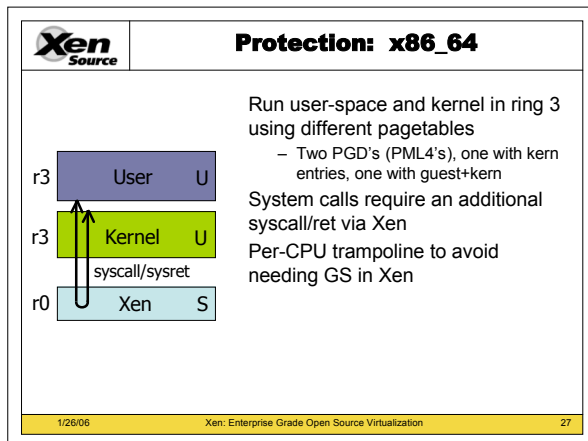 Xen
Source
Protection: x86_64
Run user-space and kernel in ring 3
using different pagetables
– Two PGD's (PML4's), one with kern
entries, one with guest+kern
System calls require an additional
syscall/ret via Xen
Per-CPU trampoline to avoid
needing GS in Xen
r3 User U
r3 Kernel U
syscall/sysret
r0 Xen S
1/26/06 Xen: Enterprise Grade Open Source Virtualization 27